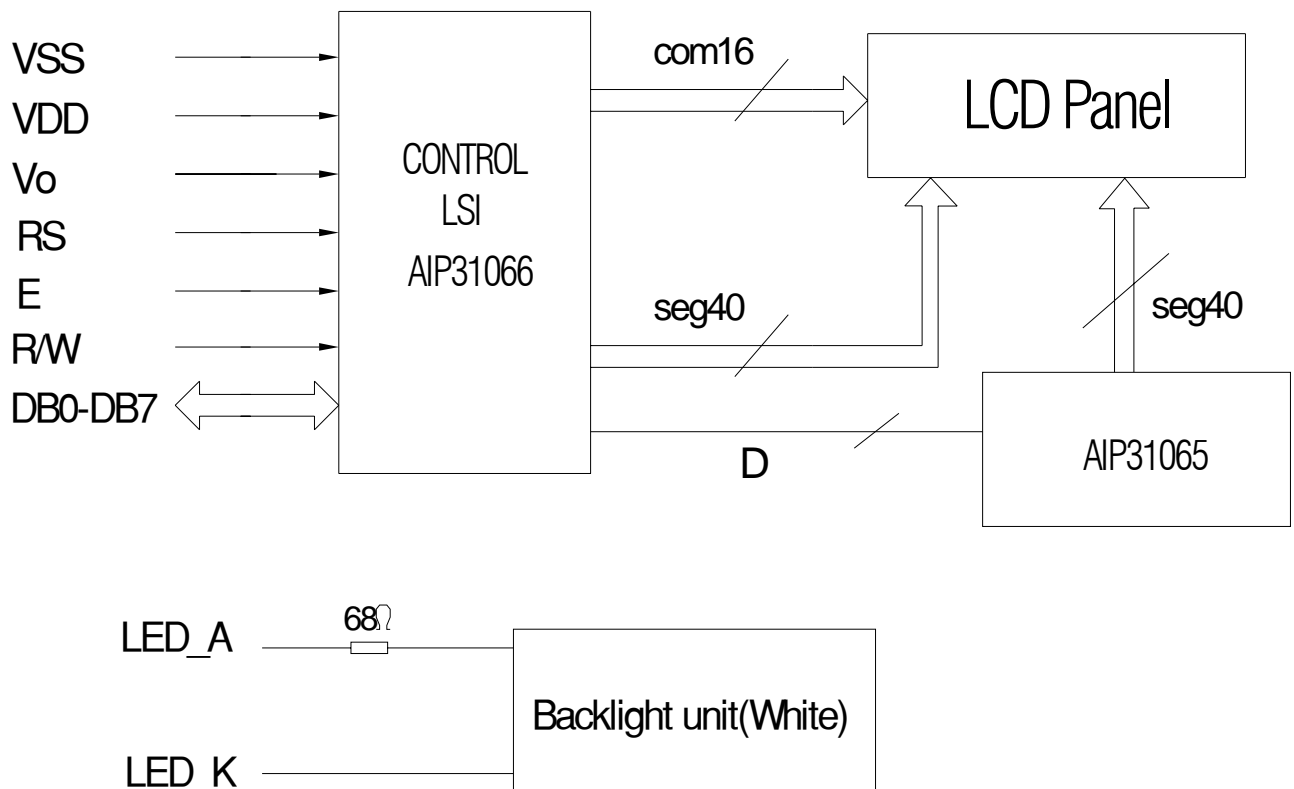 VSS
VDD
Vo
RS
E
R/W
DB0-DB7
CONTROL
LSI
AIP31066
com16
LCD Panel
seg40
seg40
D
AIP31065
LED_A
68Ω
Backlight unit(White)
LED_K